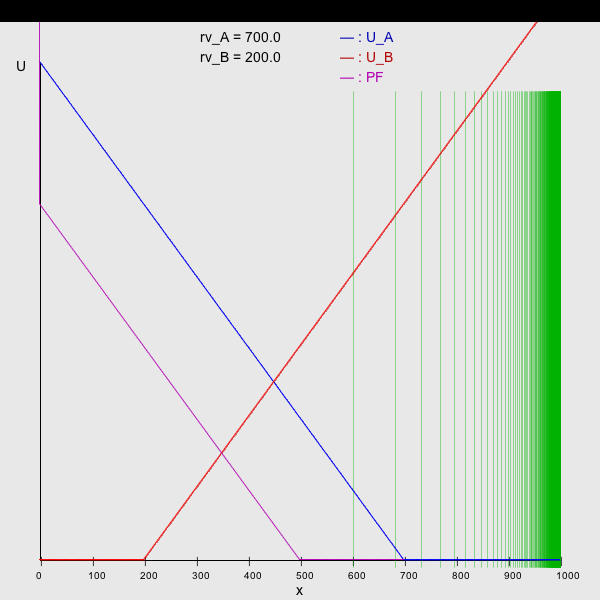 rv_A = 700.0 — : U_A
rv_B = 200.0 — : U_B
— : PF
U
0 100 200 300 400 500 600 700 800 900 1000
x